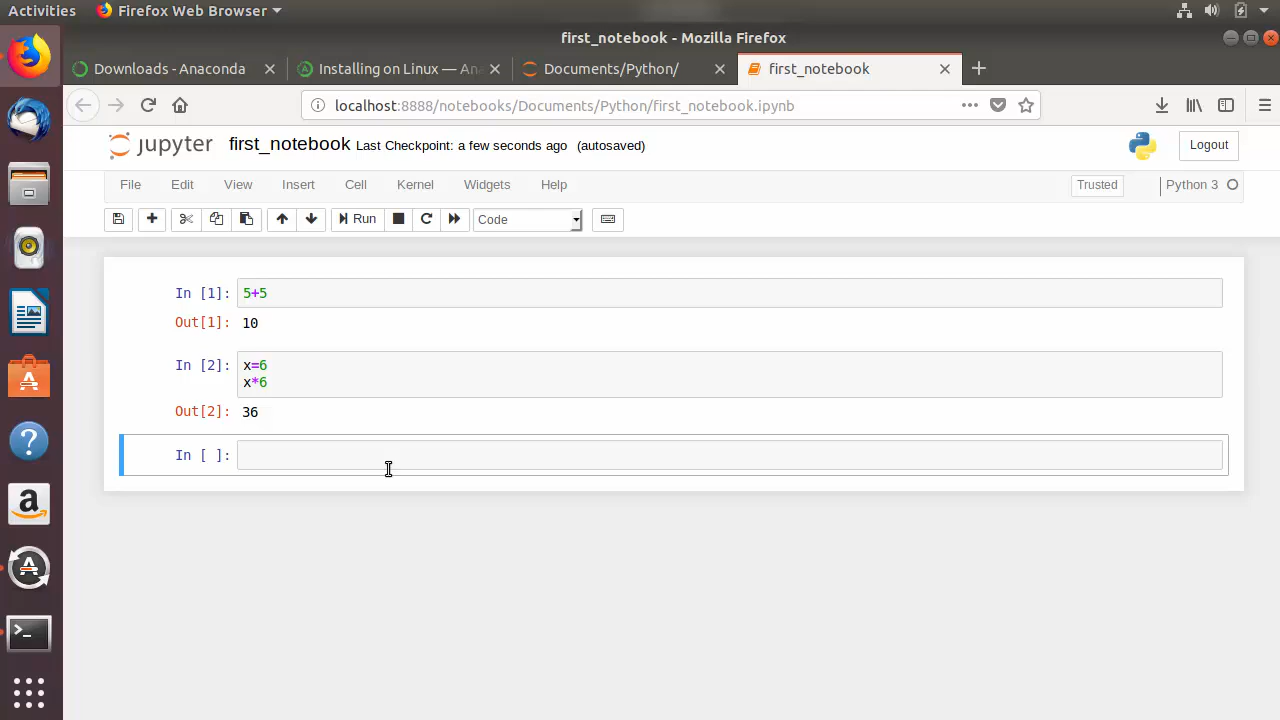 Activities Firefox Web Browser
first_notebook - Mozilla Firefox
Downloads - Anaconda Installing on Linux — Ana Documents/Python/ first_notebook
localhost:8888/notebooks/Documents/Python/first_notebook.ipynb
jupyter first_notebook Last Checkpoint: a few seconds ago (autosaved) Logout
File Edit View Insert Cell Kernel Widgets Help Trusted Python 3
Run Code
In [1]: 5+5
Out[1]: 10
In [2]: x=6
x*6
Out[2]: 36
In [ ]: